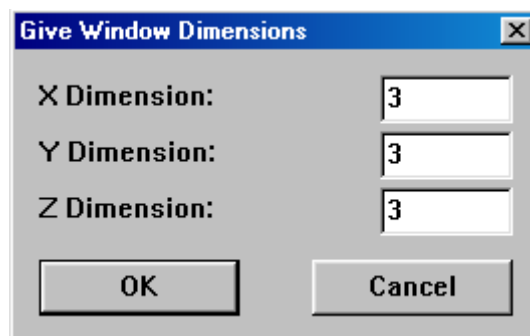 Give Window Dimensions
X Dimension: 3
Y Dimension: 3
Z Dimension: 3
OK Cancel